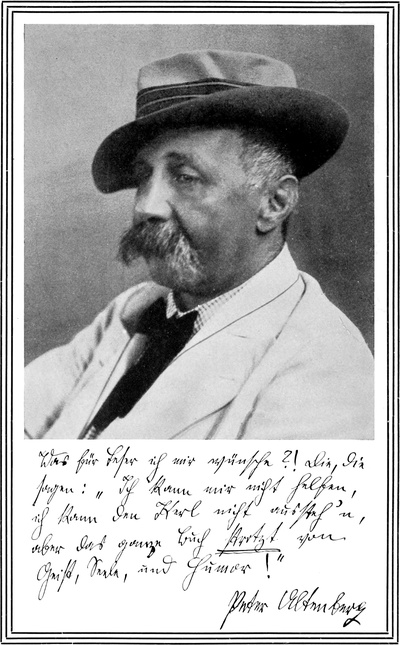 Was für Leser ich mir wünsche?! Die, die
sagen: „Ich kann mir nicht helfen,
ich kann den Kerl nicht aussteh'n,
aber das ganze Buch strotzt von
Geist, Seele, und Humor!"
Peter Altenberg